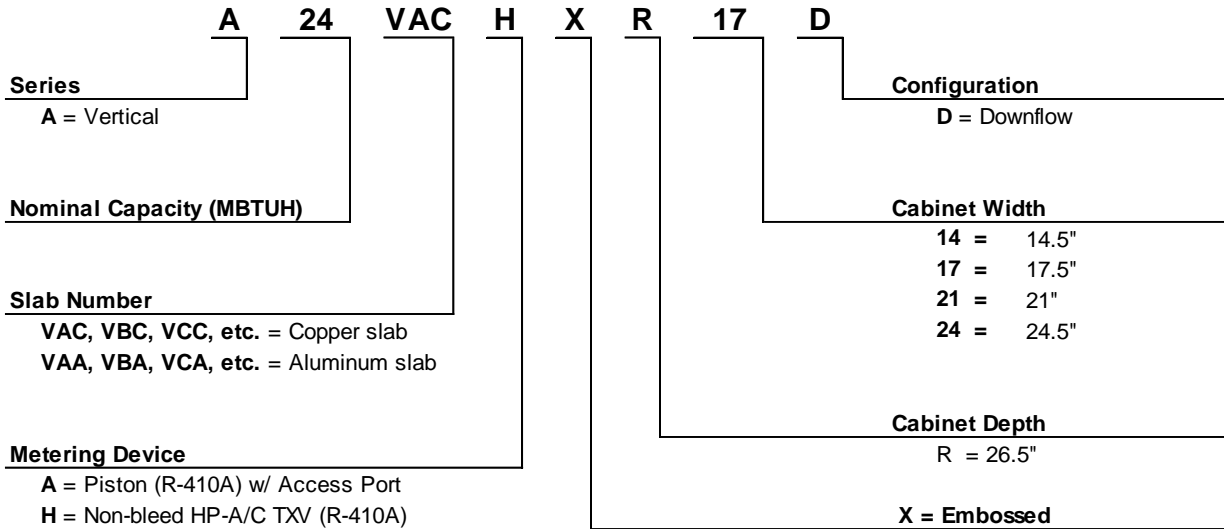 A 24 VAC H X R 17 D
Series
A = Vertical
Nominal Capacity (MBTUH)
Slab Number
VAC, VBC, VCC, etc. = Copper slab
VAA, VBA, VCA, etc. = Aluminum slab
Metering Device
A = Piston (R-410A) w/ Access Port
H = Non-bleed HP-A/C TXV (R-410A)
Configuration
D = Downflow
Cabinet Width
14 = 14.5"
17 = 17.5"
21 = 21"
24 = 24.5"
Cabinet Depth
R = 26.5"
X = Embossed